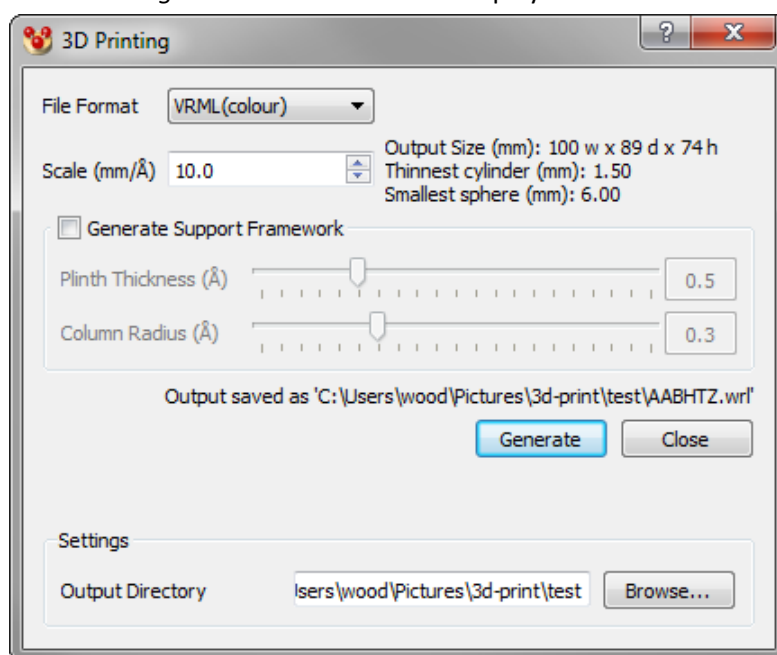 3D Printing
File Format VRML(colour)
Scale (mm/Å) 10.0
Output Size (mm): 100 w x 89 d x 74 h
Thinnest cylinder (mm): 1.50
Smallest sphere (mm): 6.00
Generate Support Framework
Plinth Thickness (Å) 0.5
Column Radius (Å) 0.3
Output saved as 'C:\Users\wood\Pictures\3d-print\test\AABHTZ.wrl'
Generate Close
Settings
Output Directory Users\wood\Pictures\3d-print\test Browse...